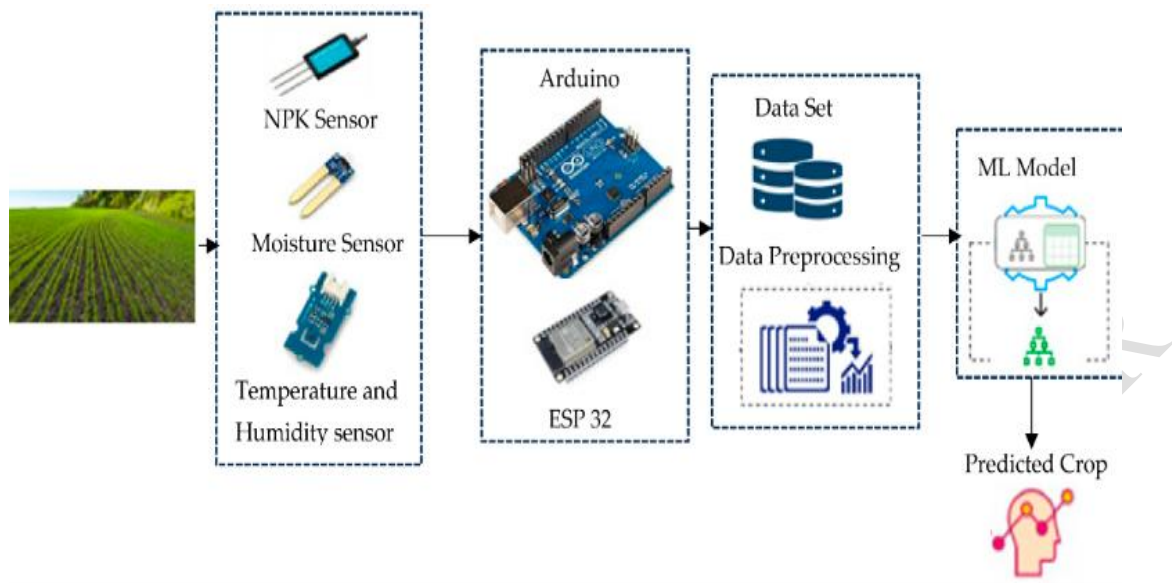 NPK Sensor
Moisture Sensor
Temperature and
Humidity sensor
Arduino
ESP 32
Data Set
Data Preprocessing
ML Model
Predicted Crop